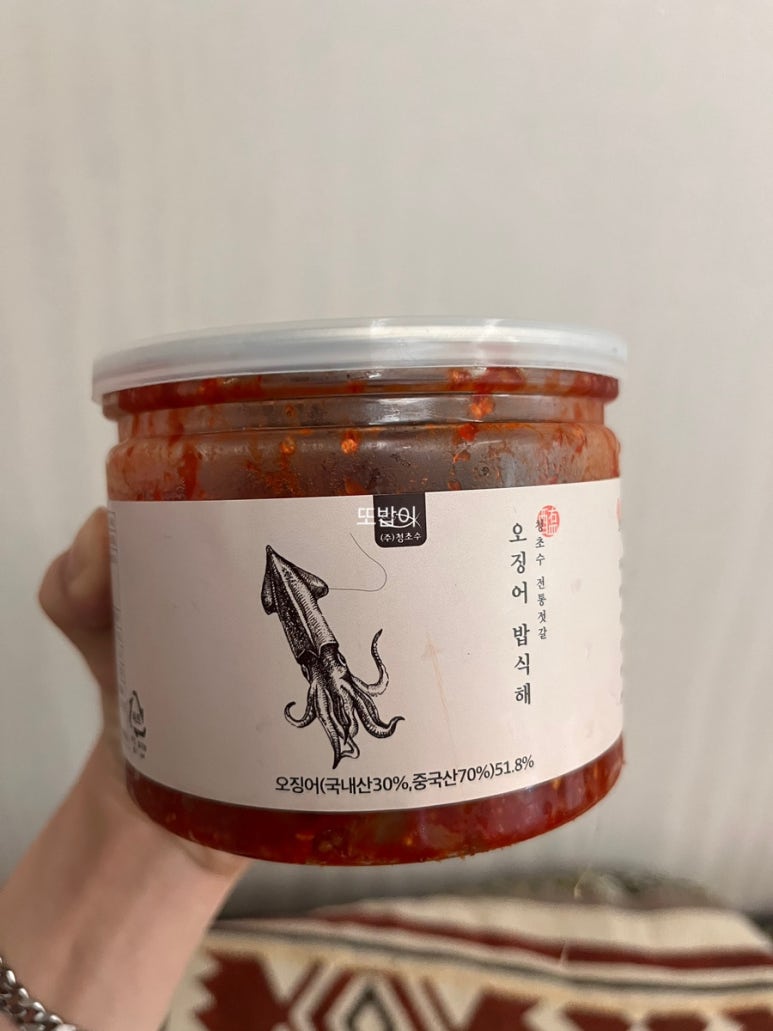 또밥이
(주)청초수
청초수 전통젓갈
오징어 밥식해
오징어(국내산30%,중국산70%)51.8%